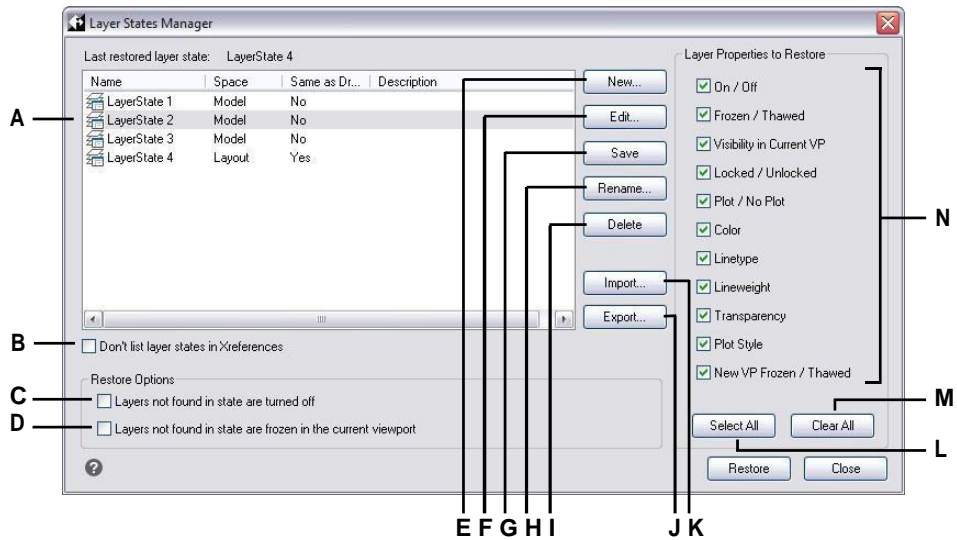 Layer States Manager
Last restored layer state: LayerState 4
Name Space Same as Dr... Description
LayerState 1 Model No
LayerState 2 Model No
LayerState 3 Model No
LayerState 4 Layout Yes
New...
Edit...
Save
Rename...
Delete
Import...
Export...
Don't list layer states in Xreferences
Restore Options
Layers not found in state are turned off
Layers not found in state are frozen in the current viewport
Layer Properties to Restore
On / Off
Frozen / Thawed
Visibility in Current VP
Locked / Unlocked
Plot / No Plot
Color
Linetype
Lineweight
Transparency
Plot Style
New VP Frozen / Thawed
Select All Clear All
Restore Close
?
A
B
C
D
E F G H I J K
L
M
N